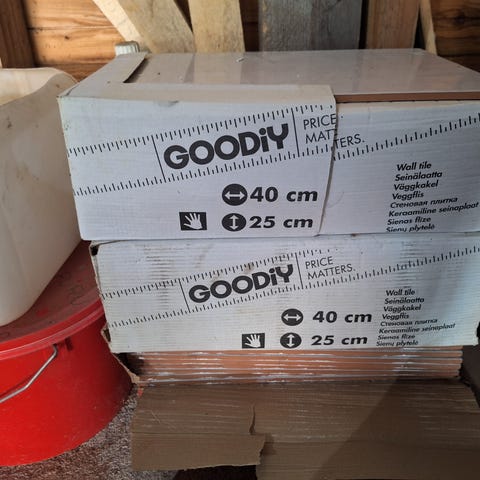 GOODiY PRICE MATTERS.
40 cm
25 cm
Wall tile
Seinälaatta
Väggkakel
Veggflis
Стеновая плитка
Keraamiline seinaplaat
Sienas flīze
Sienų plytelė
GOODiY PRICE MATTERS.
40 cm
25 cm
Wall tile
Seinälaatta
Väggkakel
Veggflis
Стеновая плитка
Keraamiline seinaplaat
Sienas flīze
Sienų plytelė